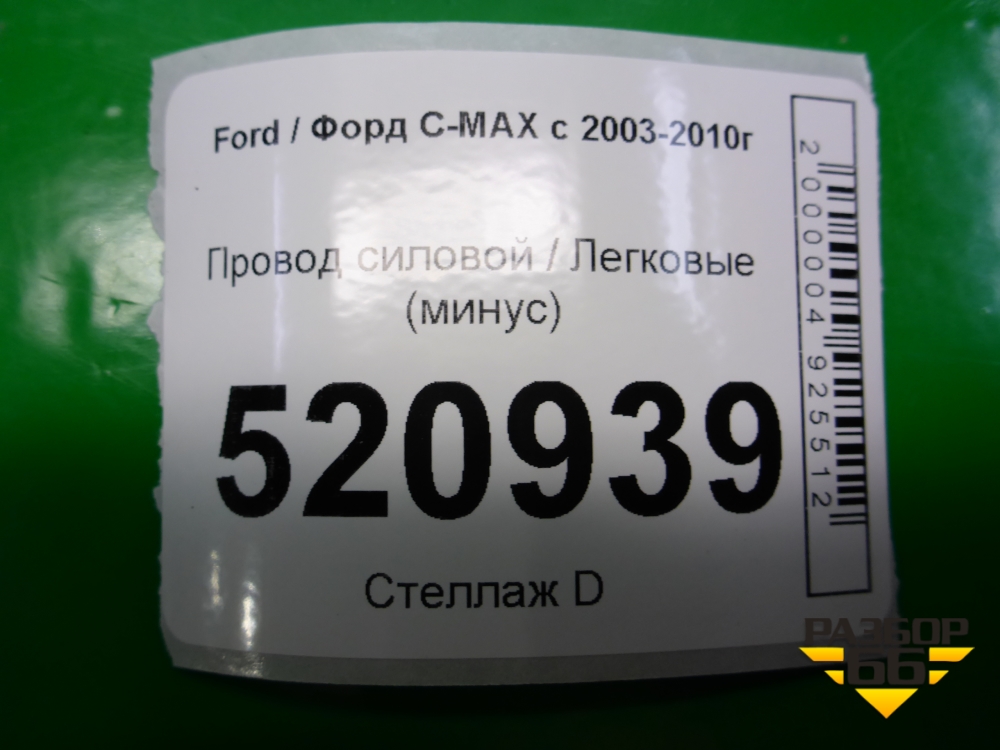 Ford / Форд C-MAX с 2003-2010г
Провод силовой / Легковые
(минус)
520939
Стеллаж D
2000004925512
РАЗБОР
66